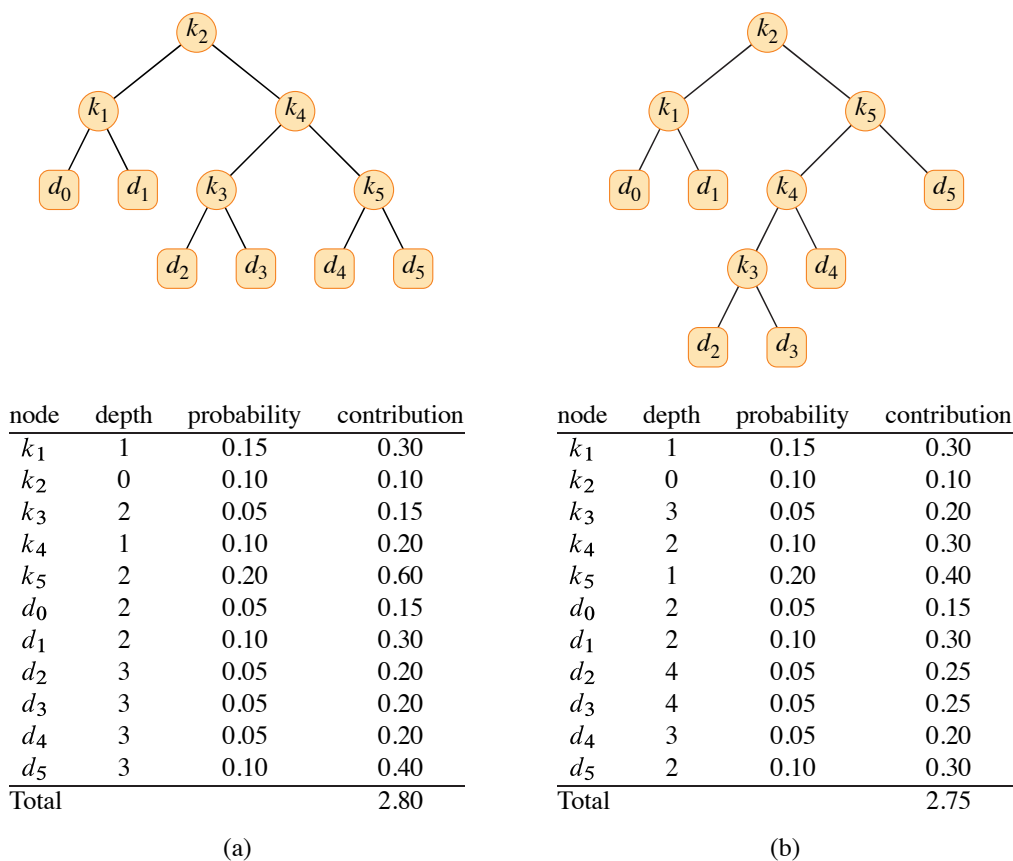 k2
k1 k4
d0 d1 k3 k5
d2 d3 d4 d5
node depth probability contribution
k1 1 0.15 0.30
k2 0 0.10 0.10
k3 2 0.05 0.15
k4 1 0.10 0.20
k5 2 0.20 0.60
d0 2 0.05 0.15
d1 2 0.10 0.30
d2 3 0.05 0.20
d3 3 0.05 0.20
d4 3 0.05 0.20
d5 3 0.10 0.40
Total 2.80
(a)
k2
k1 k5
d0 d1 k4 d5
k3 d4
d2 d3
node depth probability contribution
k1 1 0.15 0.30
k2 0 0.10 0.10
k3 3 0.05 0.20
k4 2 0.10 0.30
k5 1 0.20 0.40
d0 2 0.05 0.15
d1 2 0.10 0.30
d2 4 0.05 0.25
d3 4 0.05 0.25
d4 3 0.05 0.20
d5 2 0.10 0.30
Total 2.75
(b)